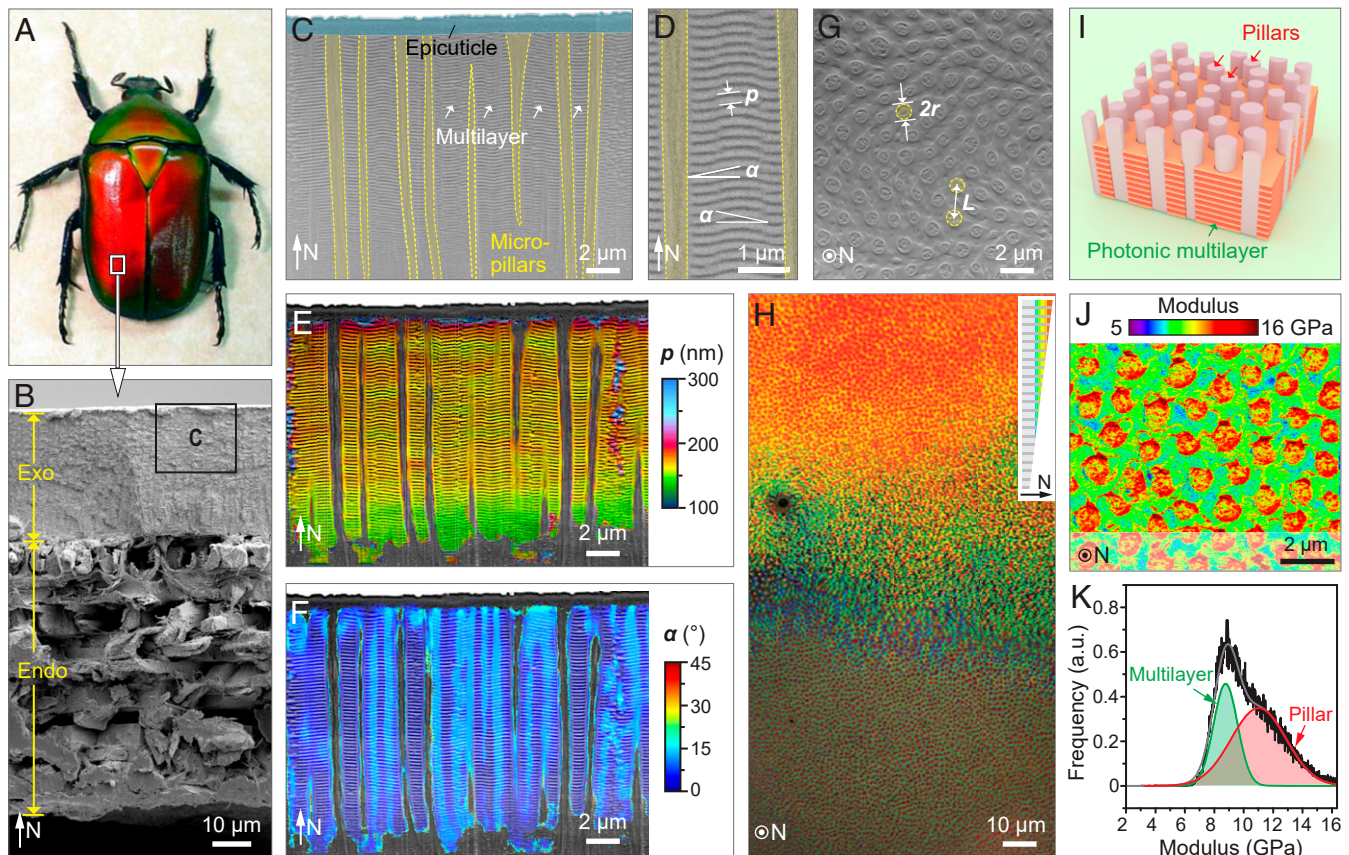 A
B
C
Exo
Endo
N
10 µm
C
Epicuticle
Multilayer
Micro-
pillars
N
2 µm
D
p
α
α
N
1 µm
E
p (nm)
300
200
100
N
2 µm
F
α (°)
45
30
15
0
N
2 µm
G
2r
L
N
2 µm
H
N
N
10 µm
I
Pillars
Photonic multilayer
J
Modulus
5 16 GPa
N
2 µm
K
Frequency (a.u.)
0.8
0.6
0.4
0.2
0
Multilayer
Pillar
2 4 6 8 10 12 14 16
Modulus (GPa)